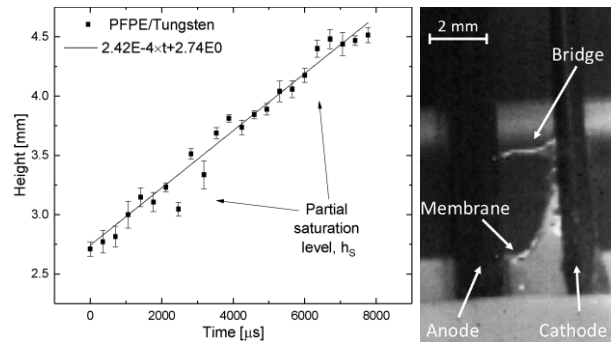 PFPE/Tungsten
2.42E-4×t+2.74E0
4.5
4.0
3.5
3.0
2.5
Height [mm]
Partial
saturation
level, hS
0 2000 4000 6000 8000
Time [μs]
2 mm
Bridge
Membrane
Anode Cathode